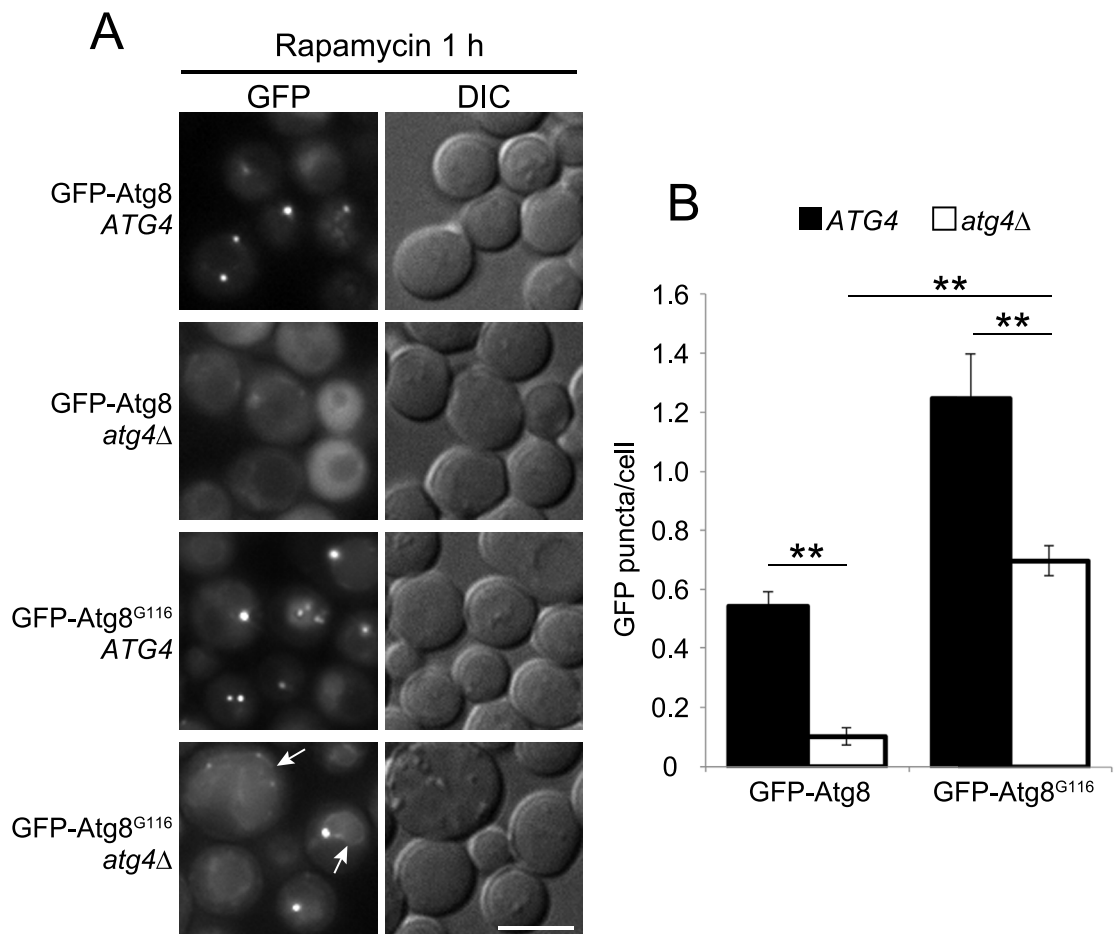 A
Rapamycin 1 h
GFP DIC
GFP-Atg8
ATG4
GFP-Atg8
atg4Δ
GFP-Atg8G116
ATG4
GFP-Atg8G116
atg4Δ
B
ATG4 atg4Δ
GFP puncta/cell
1.6
1.4
1.2
1.0
0.8
0.6
0.4
0.2
0
**
**
**
GFP-Atg8 GFP-Atg8G116